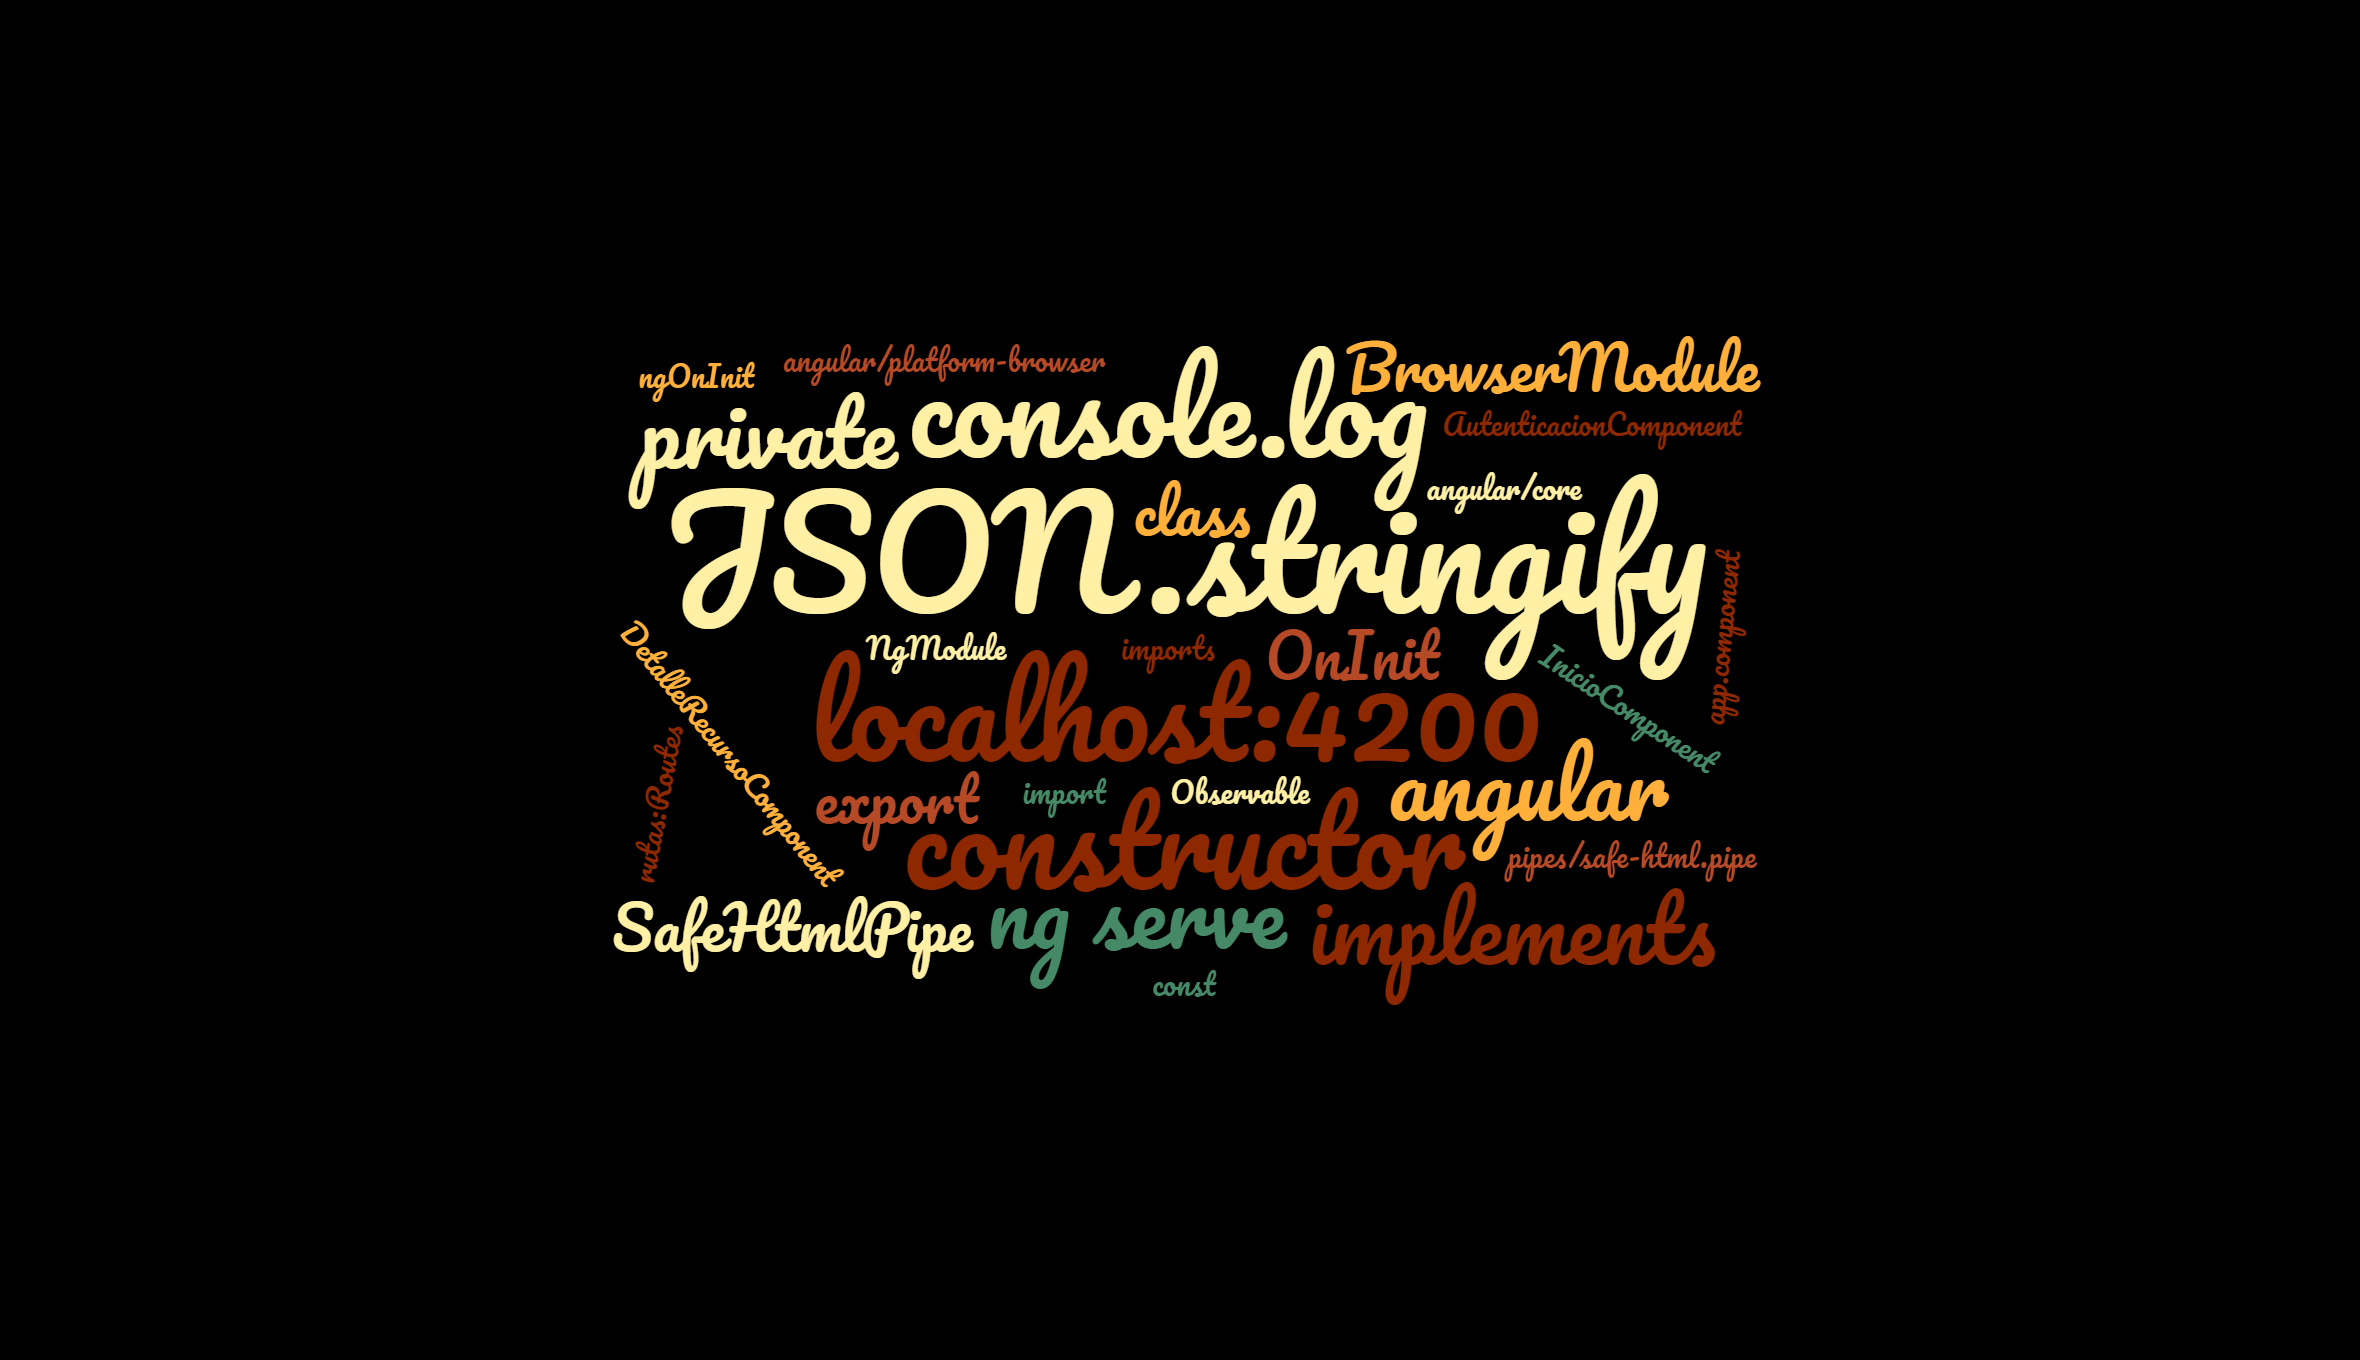 ngOnInit
angular/platform-browser
BrowserModule
private
console.log
AutenticacionComponent
angular/core
class
JSON.stringify
app.component
DetalleRecursoComponent
NgModule
imports
OnInit
InicioComponent
localhost:4200
rutas:Routes
export
import
Observable
angular
constructor
pipes/safe-html.pipe
SafeHtmlPipe
ng serve
implements
const